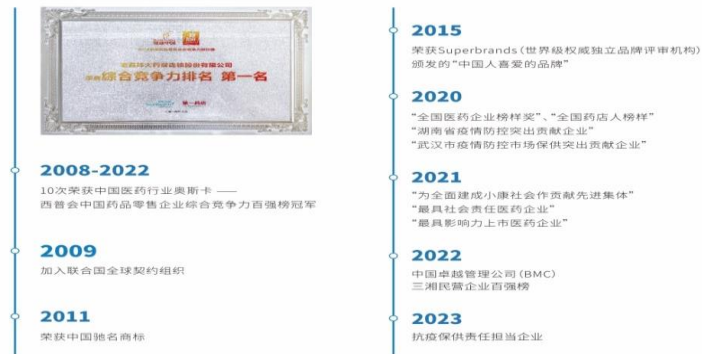 综合竞争力排名 第一名
2008-2022
10次荣获中国医药行业奥斯卡 ——
西普会中国药品零售企业综合竞争力百强榜冠军
2009
加入联合国全球契约组织
2011
荣获中国驰名商标
2015
荣获Superbrands(世界级权威独立品牌评审机构)
颁发的“中国人喜爱的品牌”
2020
“全国医药企业榜样奖”、“全国药店人榜样”
“湖南省疫情防控突出贡献企业”
“武汉市疫情防控市场保供突出贡献企业”
2021
“为全面建成小康社会作贡献先进集体”
“最具社会责任医药企业”
“最具影响力上市医药企业”
2022
中国卓越管理公司(BMC)
三湘民营企业百强榜
2023
抗疫保供责任担当企业